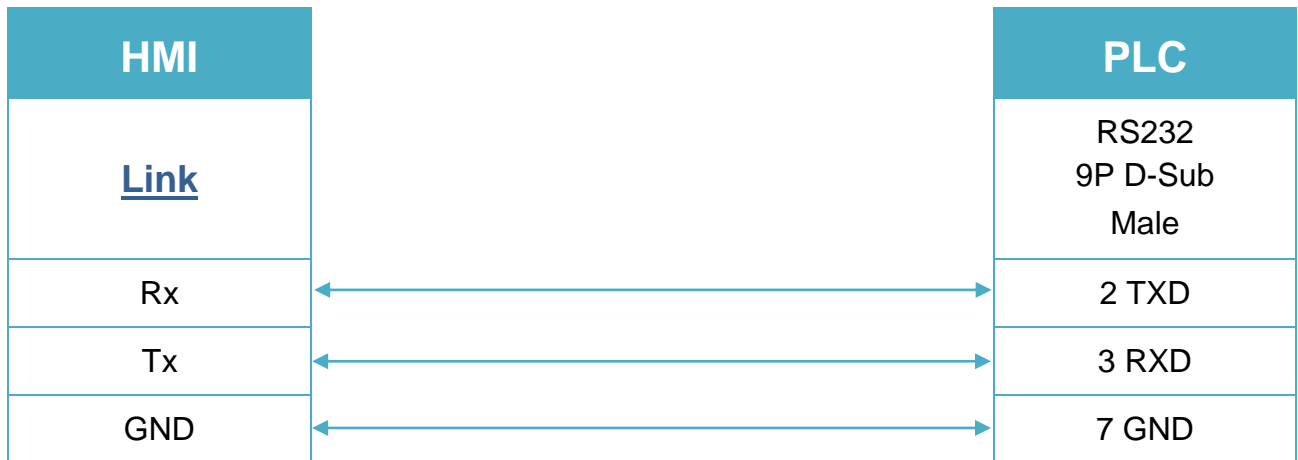 HMI PLC
Link
RS232
9P D-Sub
Male
Rx 2 TXD
Tx 3 RXD
GND 7 GND